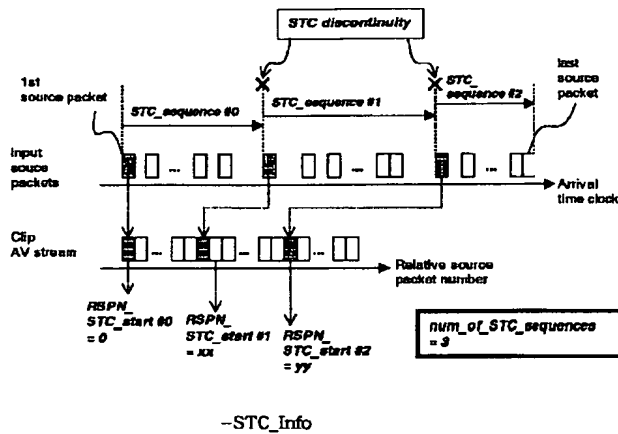 STC discontinuity
1st
source packet
STC_sequence #0
STC_sequence #1
STC_
sequence #2
last
source
packet
Input
source
packets
...
...
...
Arrival
time clock
Clip
AV stream
...
...
...
Relative source
packet number
RSPN_
STC_start #0
= 0
RSPN_
STC_start #1
= xx
RSPN_
STC_start #2
= yy
num_of_STC_sequences
= 3
–STC_Info